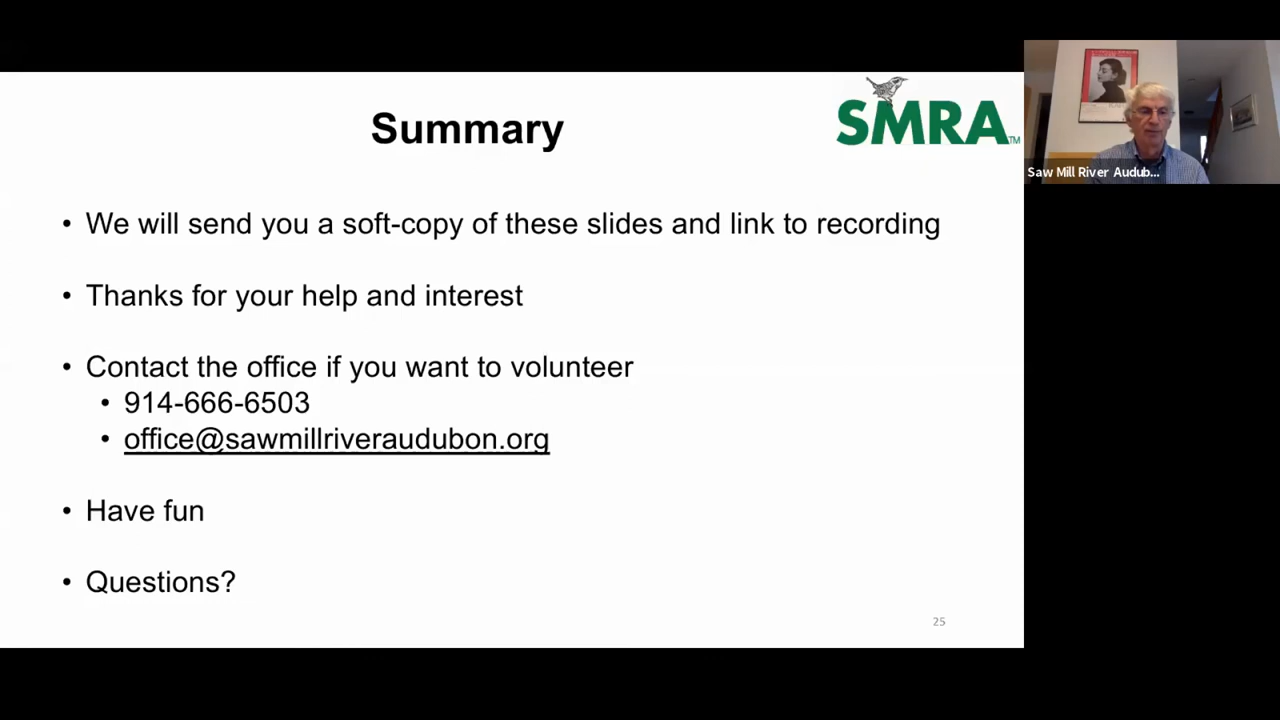 Summary
SMRA TM
Saw Mill River Audub...
• We will send you a soft-copy of these slides and link to recording
• Thanks for your help and interest
• Contact the office if you want to volunteer
• 914-666-6503
• office@sawmillriveraudubon.org
• Have fun
• Questions?
25